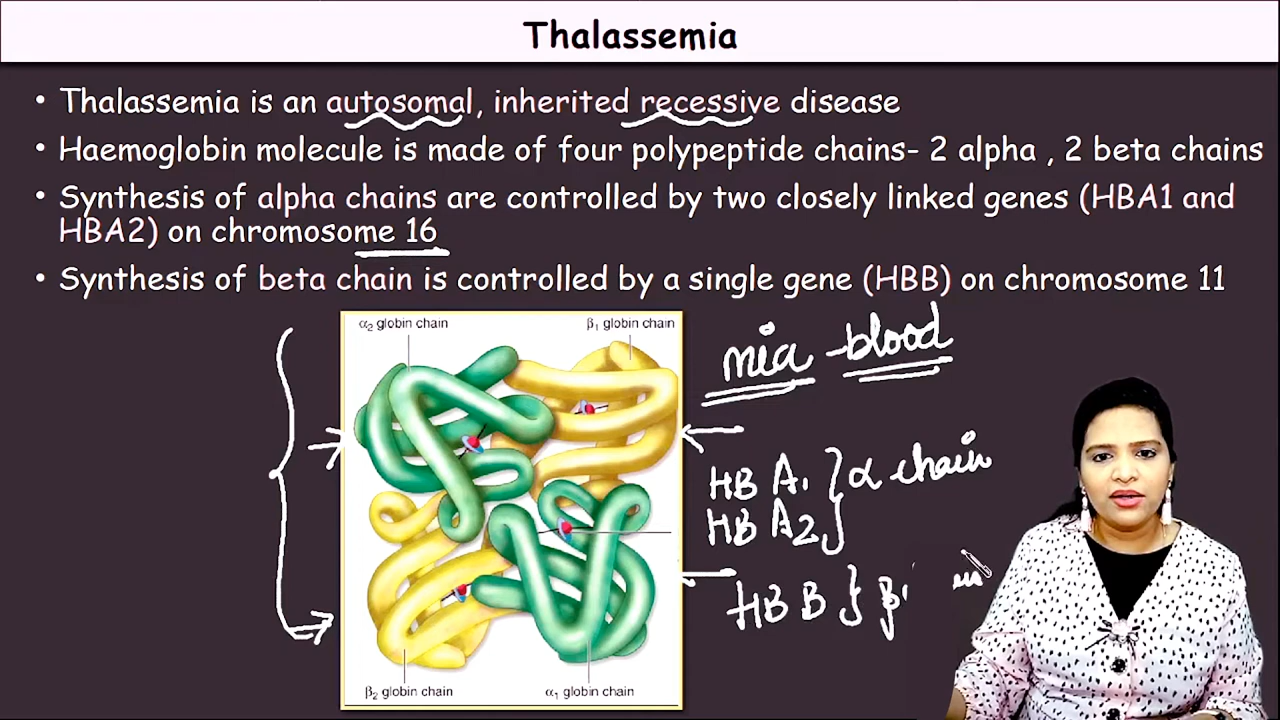 Thalassemia
• Thalassemia is an autosomal, inherited recessive disease
• Haemoglobin molecule is made of four polypeptide chains- 2 alpha , 2 beta chains
• Synthesis of alpha chains are controlled by two closely linked genes (HBA1 and
HBA2) on chromosome 16
• Synthesis of beta chain is controlled by a single gene (HBB) on chromosome 11
α₂ globin chain
β₁ globin chain
mia - blood
HB A₁ } α chain
HB A2
HB B } β
β₂ globin chain
α₁ globin chain